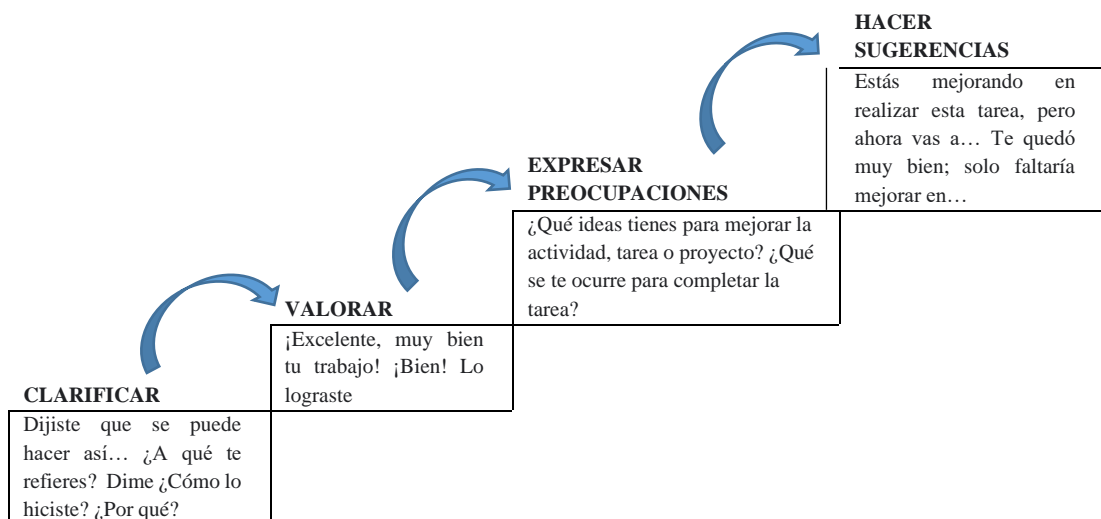 CLARIFICAR
Dijiste que se puede
hacer así… ¿A qué te
refieres? Dime ¿Cómo lo
hiciste? ¿Por qué?
VALORAR
¡Excelente, muy bien
tu trabajo! ¡Bien! Lo
lograste
EXPRESAR
PREOCUPACIONES
¿Qué ideas tienes para mejorar la
actividad, tarea o proyecto? ¿Qué
se te ocurre para completar la
tarea?
HACER
SUGERENCIAS
Estás mejorando en
realizar esta tarea, pero
ahora vas a… Te quedó
muy bien; solo faltaría
mejorar en…